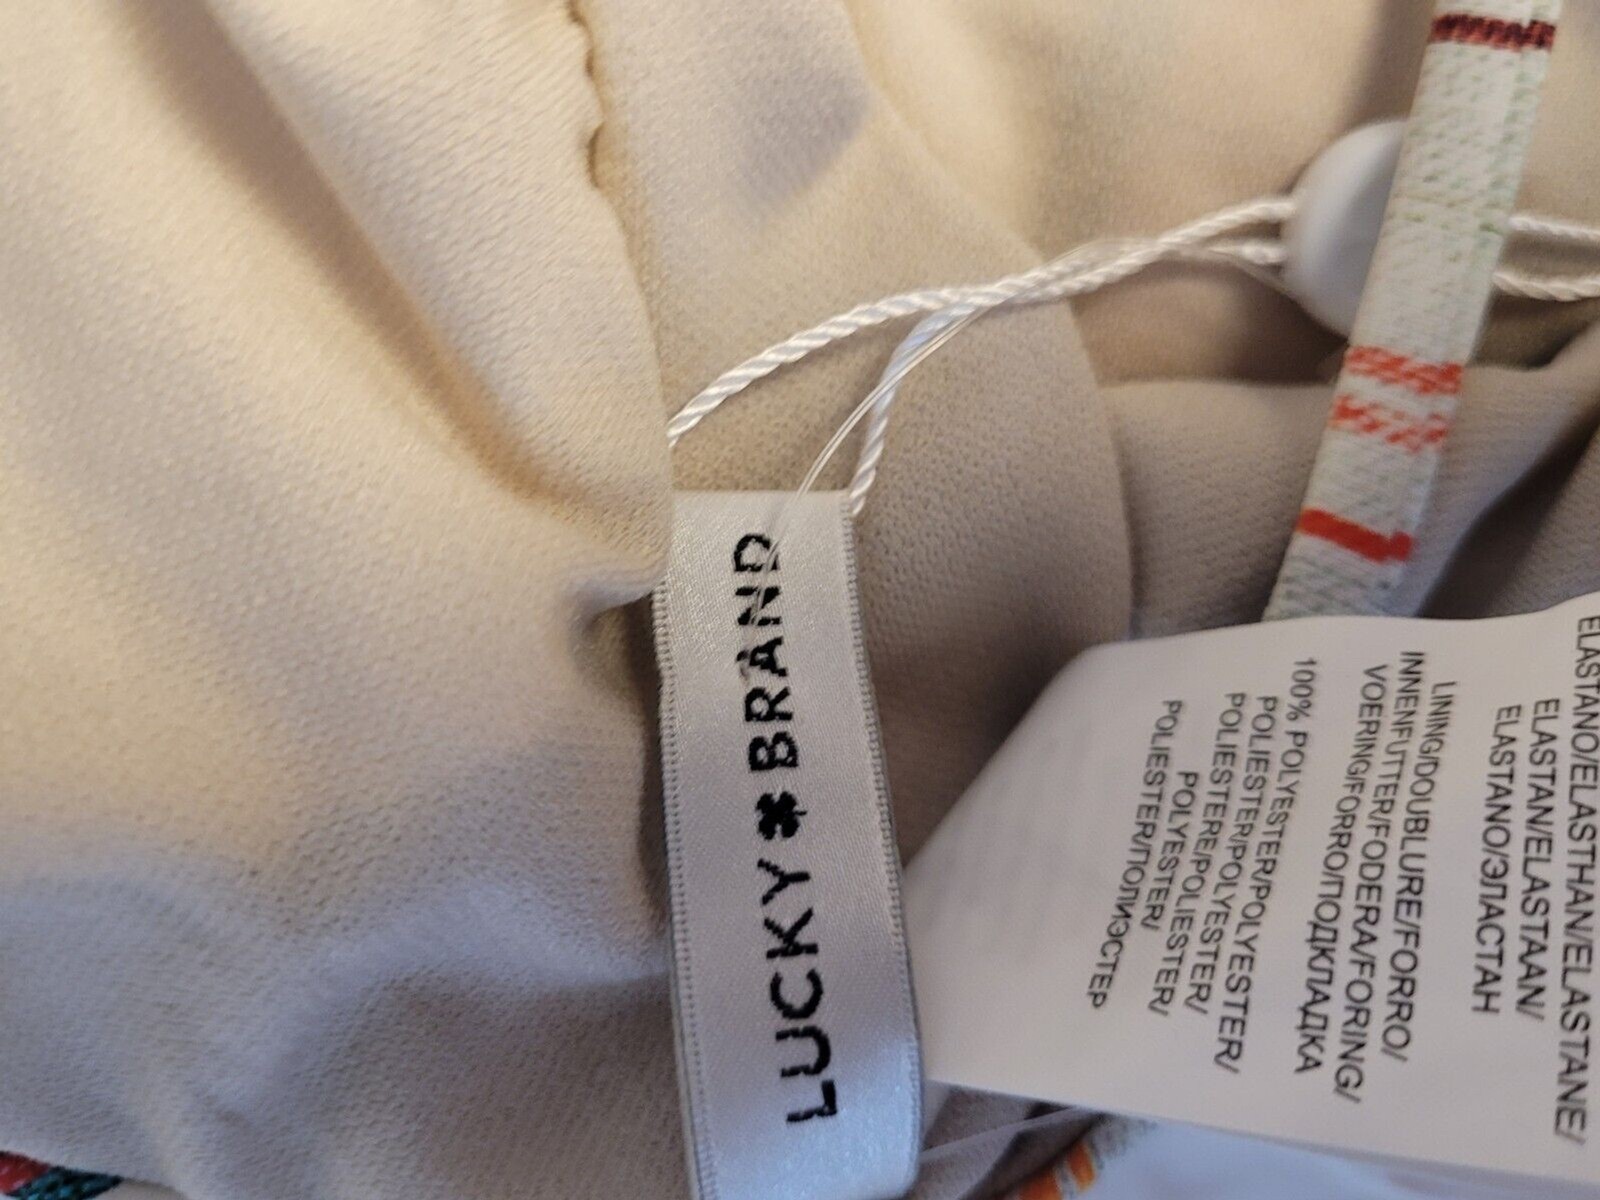 LUCKY BRAND
ELASTANO/ELASTHAN/ELASTANE/
ELASTAN/ELASTAAN/
ELASTANO/ЭЛАСТАН
LINING/DOUBLURE/FORRO/
INNENFUTTER/FODERA/FORING/
VOERING/FORRO/ПОДКЛАДКА
100% POLYESTER/POLYESTER/
POLIESTER/POLYESTER/
POLIESTERE/POLIESTER/
POLYESTER/
POLIESTER/ПОЛИЭСТЕР